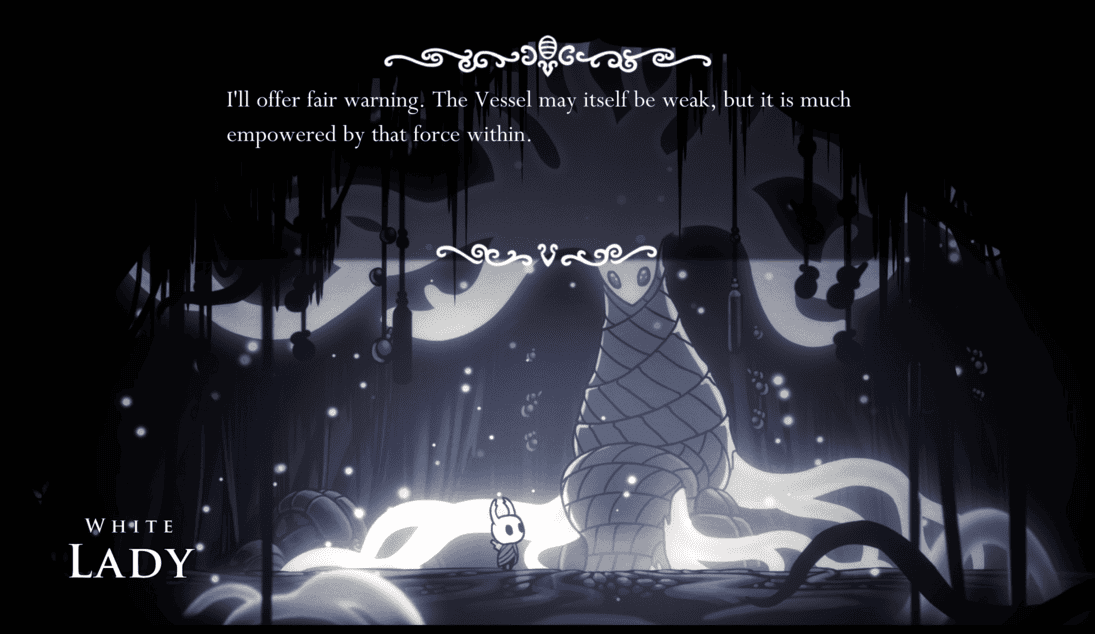 I'll offer fair warning. The Vessel may itself be weak, but it is much
empowered by that force within.
WHITE
LADY